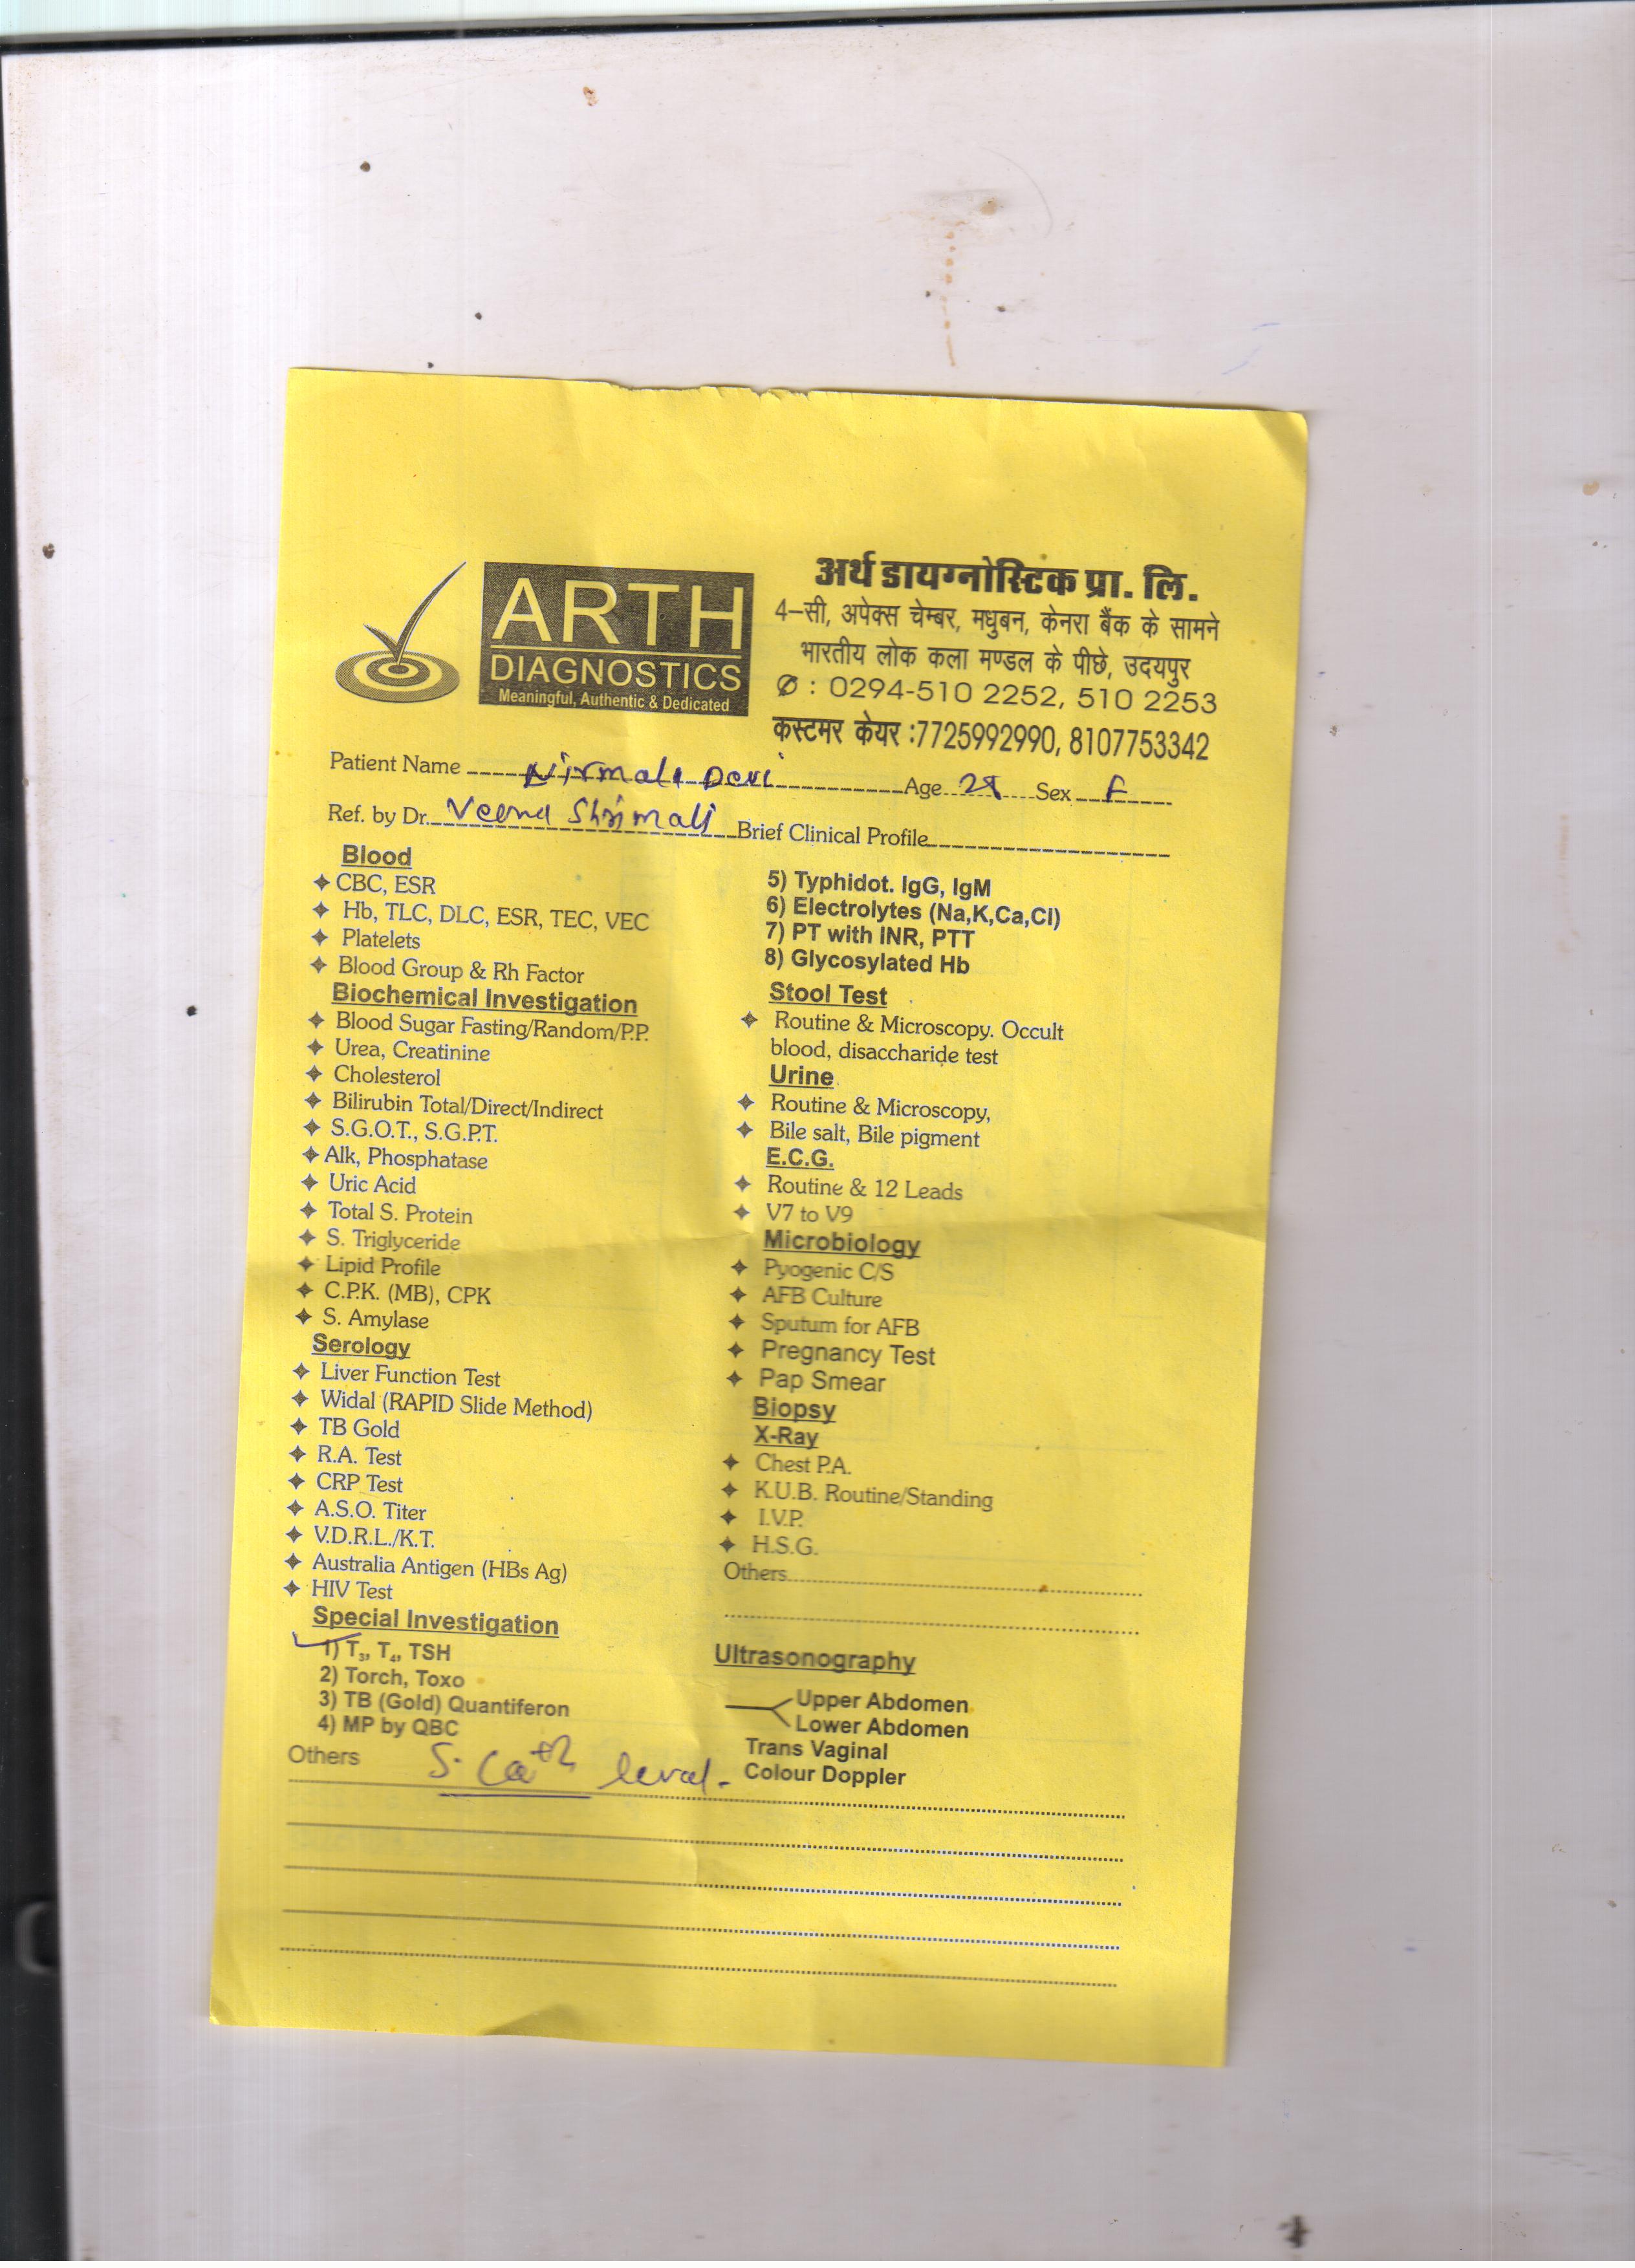 ARTH
DIAGNOSTICS
Meaningful, Authentic & Dedicated
अर्थ डायग्नोस्टिक प्रा. लि.
4-सी, अपेक्स चेम्बर, मधुबन, केनरा बैंक के सामने
भारतीय लोक कला मण्डल के पीछे, उदयपुर
: 0294-510 2252, 510 2253
कस्टमर केयर :7725992990, 8107753342
Patient Name Nirmala Devi Age Sex F
Ref. by Dr. Veena Shrimali Brief Clinical Profile
Blood
CBC, ESR
Hb, TLC, DLC, ESR, TEC, VEC
Platelets
Blood Group & Rh Factor
Biochemical Investigation
Blood Sugar Fasting/Random/P.P.
Urea, Creatinine
Cholesterol
Bilirubin Total/Direct/Indirect
S.G.O.T., S.G.P.T.
Alk, Phosphatase
Uric Acid
Total S. Protein
S. Triglyceride
Lipid Profile
C.P.K. (MB), CPK
S. Amylase
Serology
Liver Function Test
Widal (RAPID Slide Method)
TB Gold
R.A. Test
CRP Test
A.S.O. Titer
V.D.R.L./K.T.
Australia Antigen (HBs Ag)
HIV Test
Special Investigation
1) T3, T4, TSH
2) Torch, Toxo
3) TB (Gold) Quantiferon
4) MP by QBC
5) Typhidot. IgG, IgM
6) Electrolytes (Na,K,Ca,Cl)
7) PT with INR, PTT
8) Glycosylated Hb
Stool Test
Routine & Microscopy. Occult
blood, disaccharide test
Urine
Routine & Microscopy,
Bile salt, Bile pigment
E.C.G.
Routine & 12 Leads
V7 to V9
Microbiology
Pyogenic C/S
AFB Culture
Sputum for AFB
Pregnancy Test
Pap Smear
Biopsy
X-Ray
Chest P.A.
K.U.B. Routine/Standing
I.V.P.
H.S.G.
Others
Ultrasonography
Upper Abdomen
Lower Abdomen
Trans Vaginal
Colour Doppler
Others S. Ca+2 level.